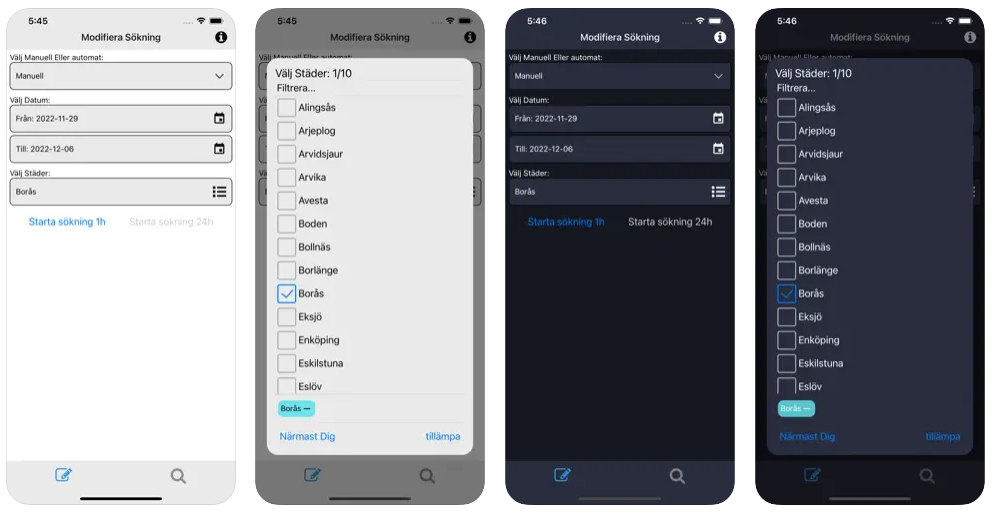 5:45
Modifiera Sökning
Välj Manuell Eller automat:
Manuell
Välj Datum:
Från: 2022-11-29
Till: 2022-12-06
Välj Städer:
Borås
Starta sökning 1h Starta sökning 24h
5:45
Modifiera Sökning
Välj Manuell Eller automat:
Välj Städer: 1/10
Filtrera...
Alingsås
Arjeplog
Arvidsjaur
Arvika
Avesta
Boden
Bollnäs
Borlänge
Borås
Eksjö
Enköping
Eskilstuna
Eslöv
Borås —
Närmast Dig tillämpa
5:46
Modifiera Sökning
Välj Manuell Eller automat:
Manuell
Välj Datum:
Från: 2022-11-29
Till: 2022-12-06
Välj Städer:
Borås
Starta sökning 1h Starta sökning 24h
5:46
Modifiera Sökning
Välj Manuell Eller automat:
Välj Städer: 1/10
Filtrera...
Alingsås
Arjeplog
Arvidsjaur
Arvika
Avesta
Boden
Bollnäs
Borlänge
Borås
Eksjö
Enköping
Eskilstuna
Eslöv
Borås —
Närmast Dig tillämpa